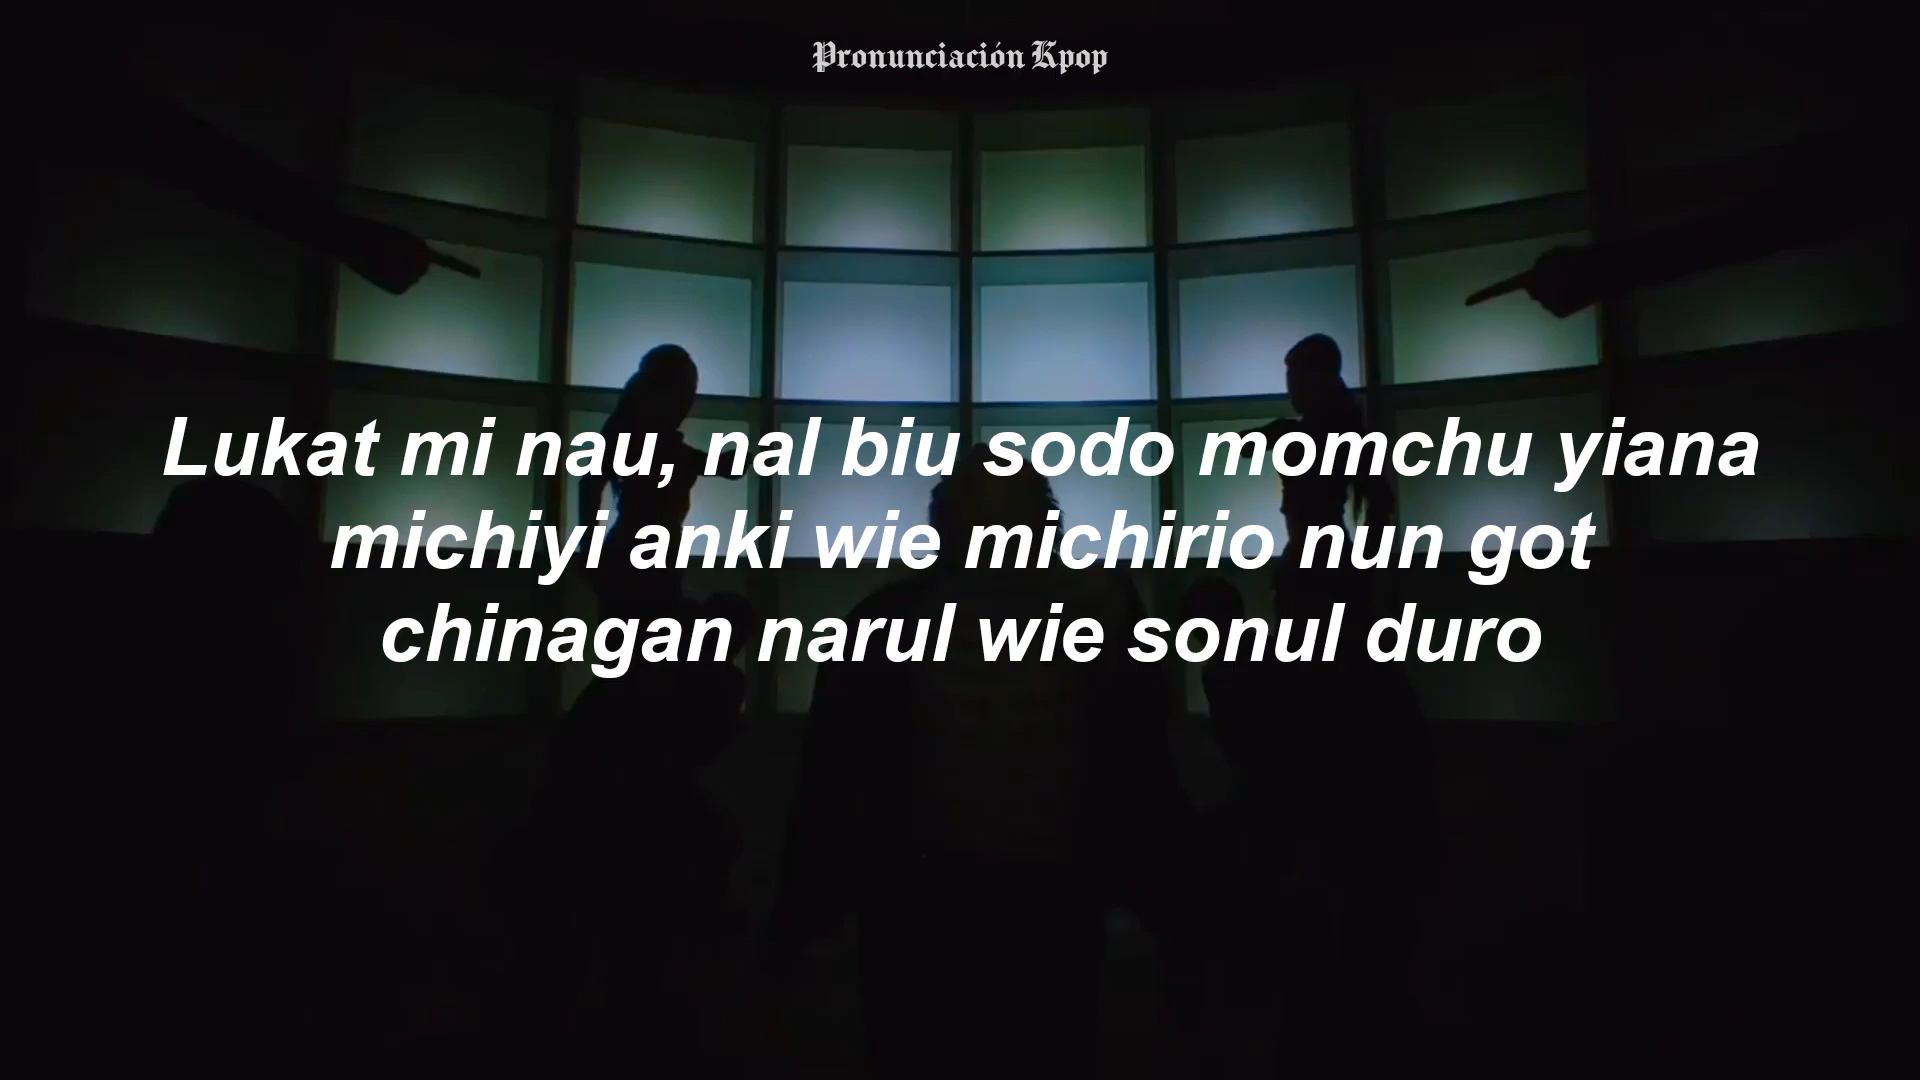 Pronunciación Kpop
Lukat mi nau, nal biu sodo momchu yiana
michiyi anki wie michirio nun got
chinagan narul wie sonul duro